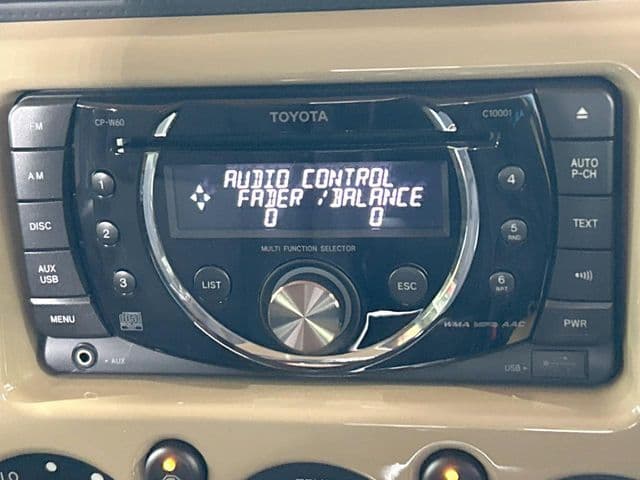 TOYOTA
CP-W60
C10001
FM
AM
DISC
AUX
USB
MENU
1
2
3
AUDIO CONTROL
FADER /BALANCE
0 0
MULTI FUNCTION SELECTOR
LIST
ESC
4
5
RND
6
RPT
AUTO
P-CH
TEXT
PWR
WMA MP3 AAC
AUX
USB